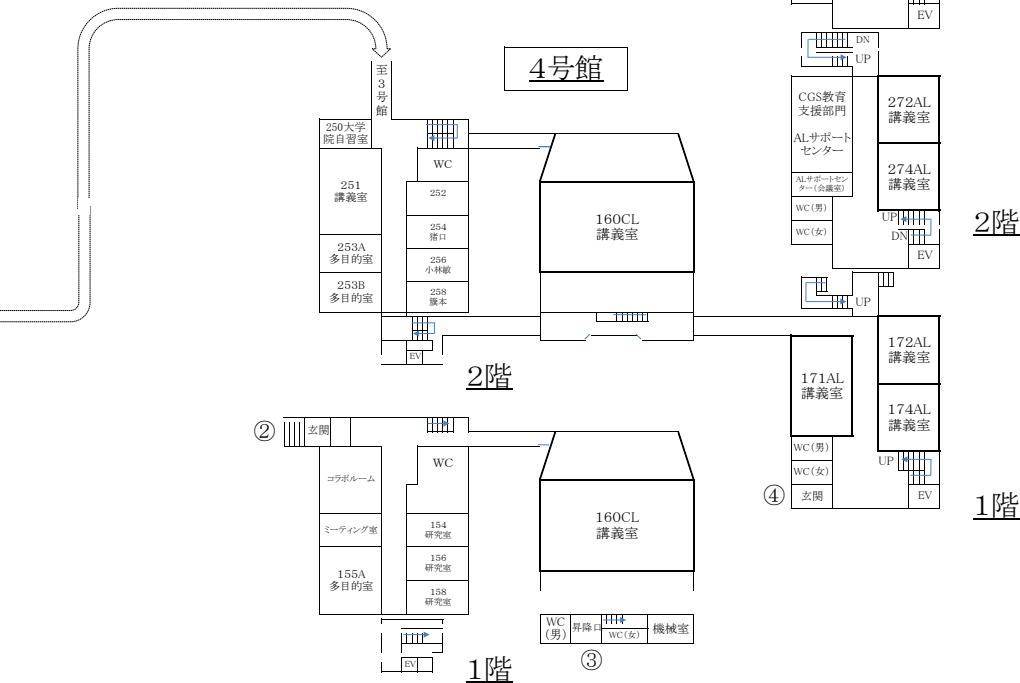 4号館
至3号館
250大学
院自習室
251
講義室
253A
多目的室
253B
多目的室
WC
252
254
猪口
256
小林敏
258
籏本
EV
160CL
講義室
2階
EV
DN
UP
CGS教育
支援部門
ALサポート
センター
ALサポートセン
ター(会議室)
WC(男)
WC(女)
272AL
講義室
274AL
講義室
UP
DN
EV
2階
UP
171AL
講義室
172AL
講義室
174AL
講義室
WC(男)
WC(女)
④
玄関
UP
EV
1階
②
玄関
コラボルーム
ミーティング室
155A
多目的室
WC
154
研究室
156
研究室
158
研究室
EV
1階
160CL
講義室
WC
(男)
昇降口
WC(女)
機械室
③